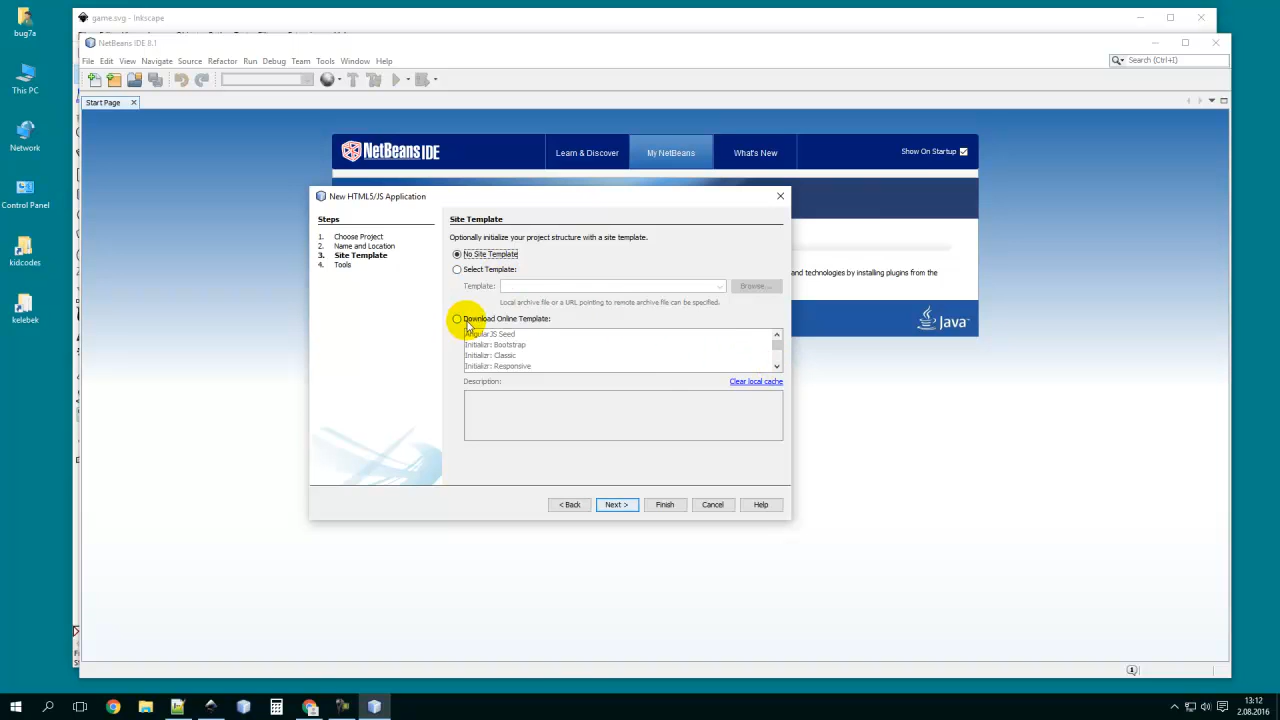 bug7a
This PC
Network
Control Panel
kidcodes
kelebek
game.svg - Inkscape
NetBeans IDE 8.1
File Edit View Navigate Source Refactor Run Debug Team Tools Window Help
Search (Ctrl+I)
Start Page
NetBeans IDE
Learn & Discover
My NetBeans
What's New
Show On Startup
and technologies by installing plugins from the
Java
New HTML5/JS Application
Steps
1. Choose Project
2. Name and Location
3. Site Template
4. Tools
Site Template
Optionally initialize your project structure with a site template.
No Site Template
Select Template:
Template:
Browse...
Local archive file or a URL pointing to remote archive file can be specified.
Download Online Template:
AngularJS Seed
Initializr: Bootstrap
Initializr: Classic
Initializr: Responsive
Description:
Clear local cache
< Back
Next >
Finish
Cancel
Help
1
13:12
2.08.2016